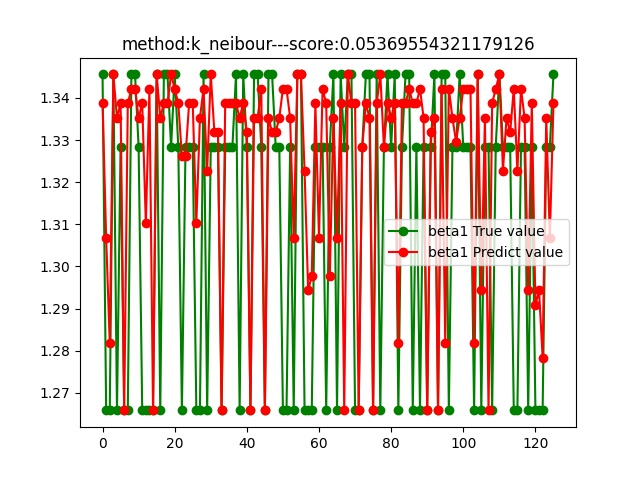 method:k_neibour---score:0.05369554321179126
1.34
1.33
1.32
1.31
1.30
1.29
1.28
1.27
beta1 True value
beta1 Predict value
0 20 40 60 80 100 120